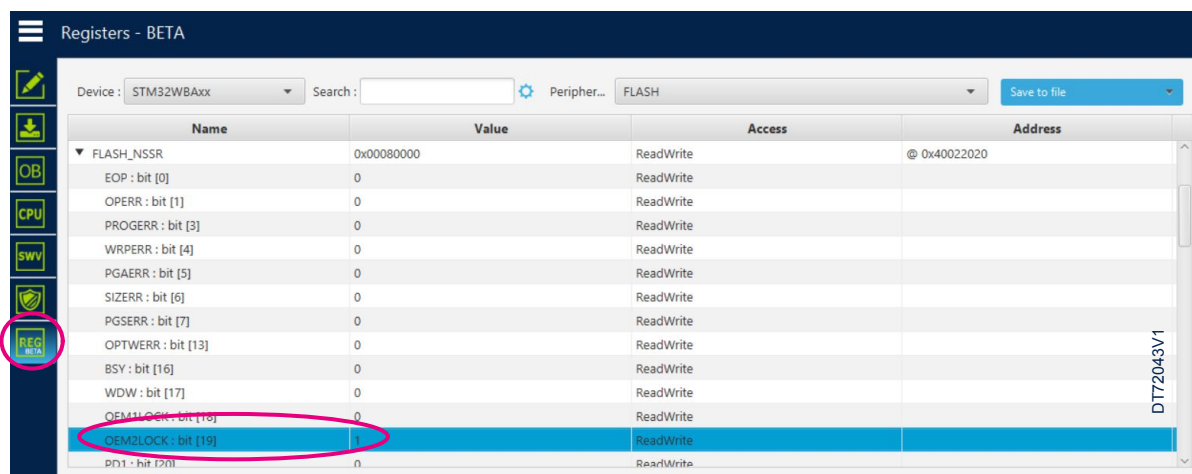 Registers - BETA
Device : STM32WBAxx Search : Peripher... FLASH Save to file
Name Value Access Address
FLASH_NSSR 0x00080000 ReadWrite @ 0x40022020
EOP : bit [0] 0 ReadWrite
OPERR : bit [1] 0 ReadWrite
PROGERR : bit [3] 0 ReadWrite
WRPERR : bit [4] 0 ReadWrite
PGAERR : bit [5] 0 ReadWrite
SIZERR : bit [6] 0 ReadWrite
PGSERR : bit [7] 0 ReadWrite
OPTWERR : bit [13] 0 ReadWrite
BSY : bit [16] 0 ReadWrite
WDW : bit [17] 0 ReadWrite
OEM1LOCK : bit [18] 0 ReadWrite
OEM2LOCK : bit [19] 1 ReadWrite
PD1 : bit [20] 0 ReadWrite
OB
CPU
SWV
REG
BETA
DT72043V1